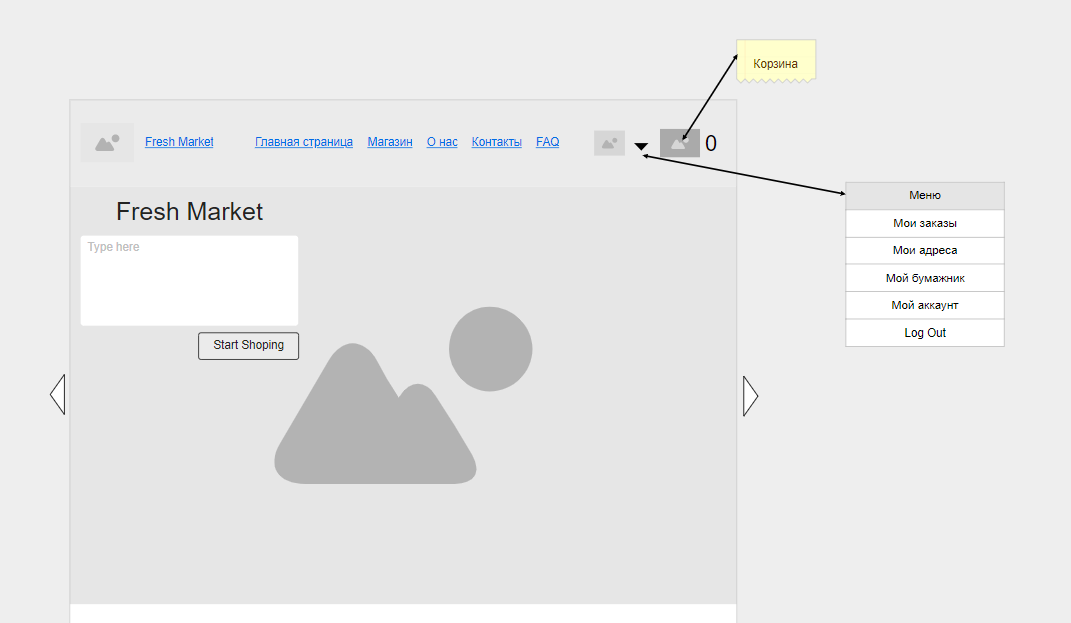 Корзина
Fresh Market
Главная страница
Магазин
О нас
Контакты
FAQ
0
Меню
Мои заказы
Мои адреса
Мой бумажник
Мой аккаунт
Log Out
Fresh Market
Type here
Start Shoping